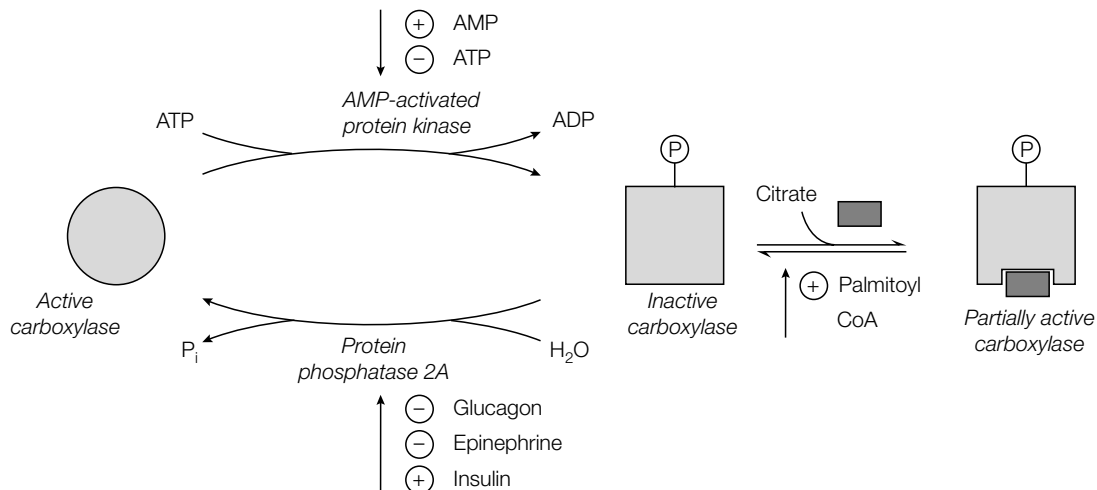 + AMP
− ATP
AMP-activated
protein kinase
ATP
ADP
P
P
Citrate
Active
carboxylase
Inactive
carboxylase
+ Palmitoyl
CoA
Partially active
carboxylase
Pi
H2O
Protein
phosphatase 2A
− Glucagon
− Epinephrine
+ Insulin